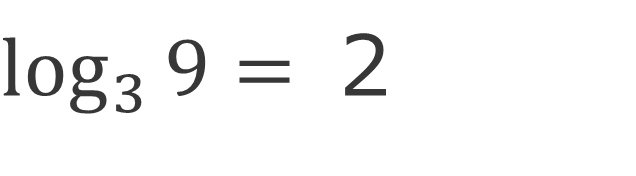 log₃ 9 = 2